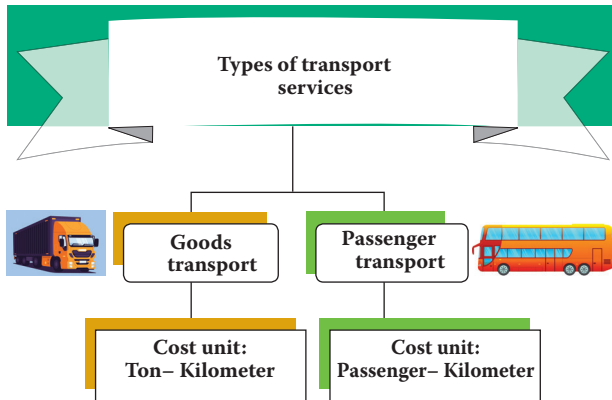 Types of transport
services
Goods
transport
Passenger
transport
Cost unit:
Ton– Kilometer
Cost unit:
Passenger– Kilometer